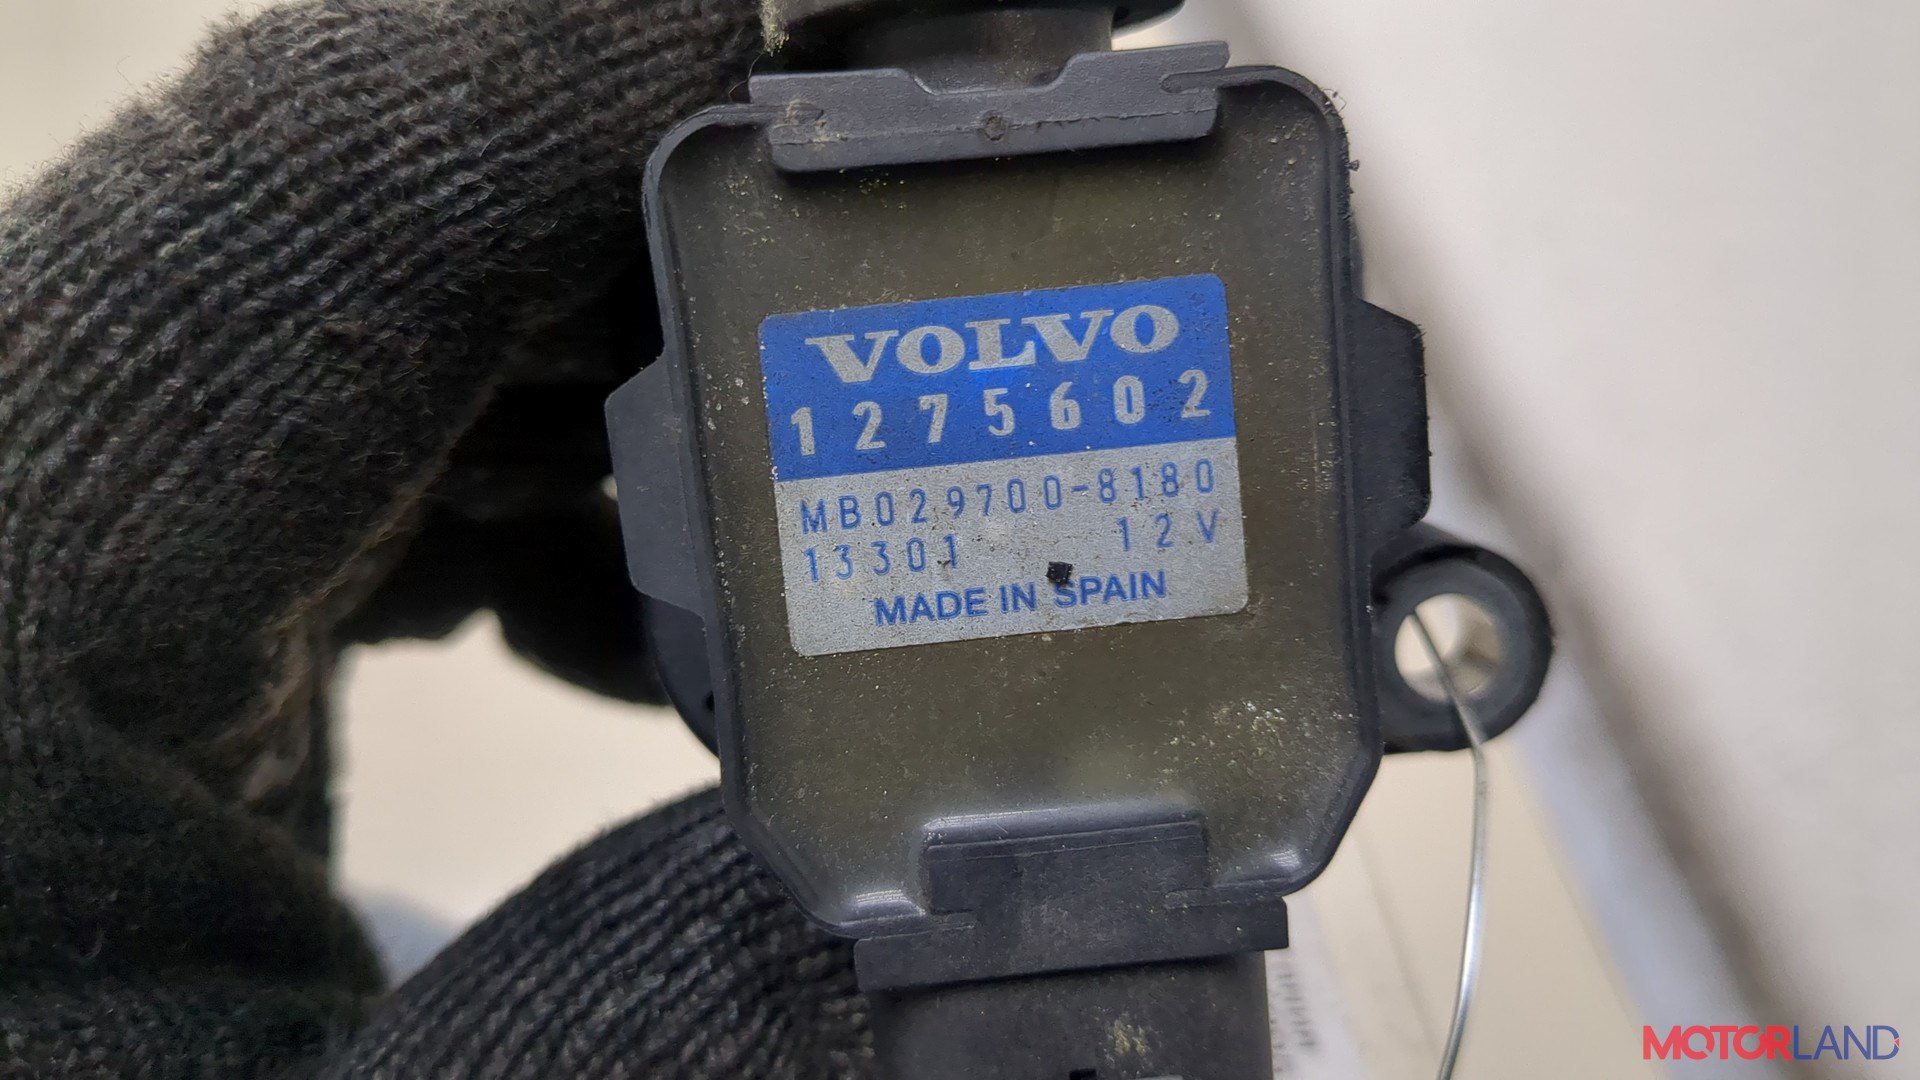 VOLVO
1275602
MB029700-8180
13301 12V
MADE IN SPAIN
MOTORLAND